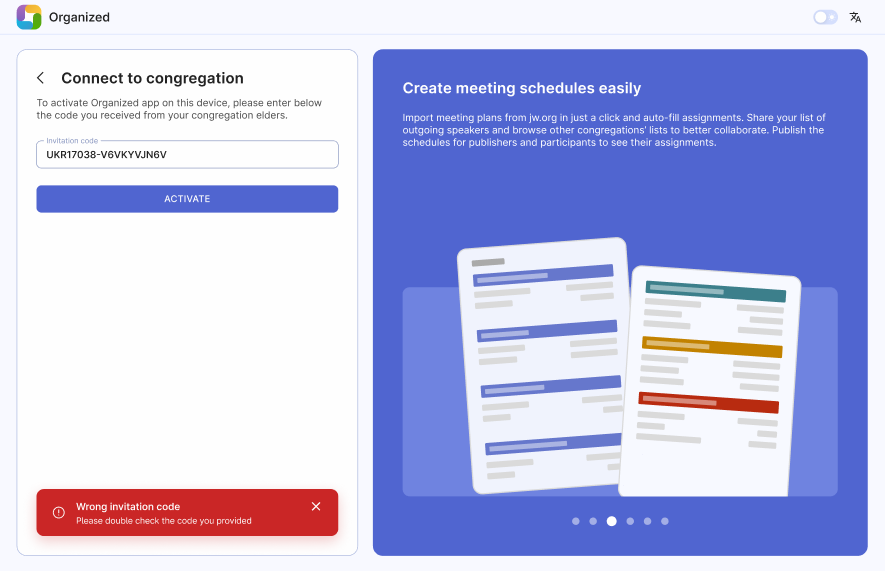 Organized
Connect to congregation
To activate Organized app on this device, please enter below
the code you received from your congregation elders.
Invitation code
UKR17038-V6VKYVJN6V
ACTIVATE
Wrong invitation code
Please double check the code you provided
Create meeting schedules easily
Import meeting plans from jw.org in just a click and auto-fill assignments. Share your list of
outgoing speakers and browse other congregations' lists to better collaborate. Publish the
schedules for publishers and participants to see their assignments.